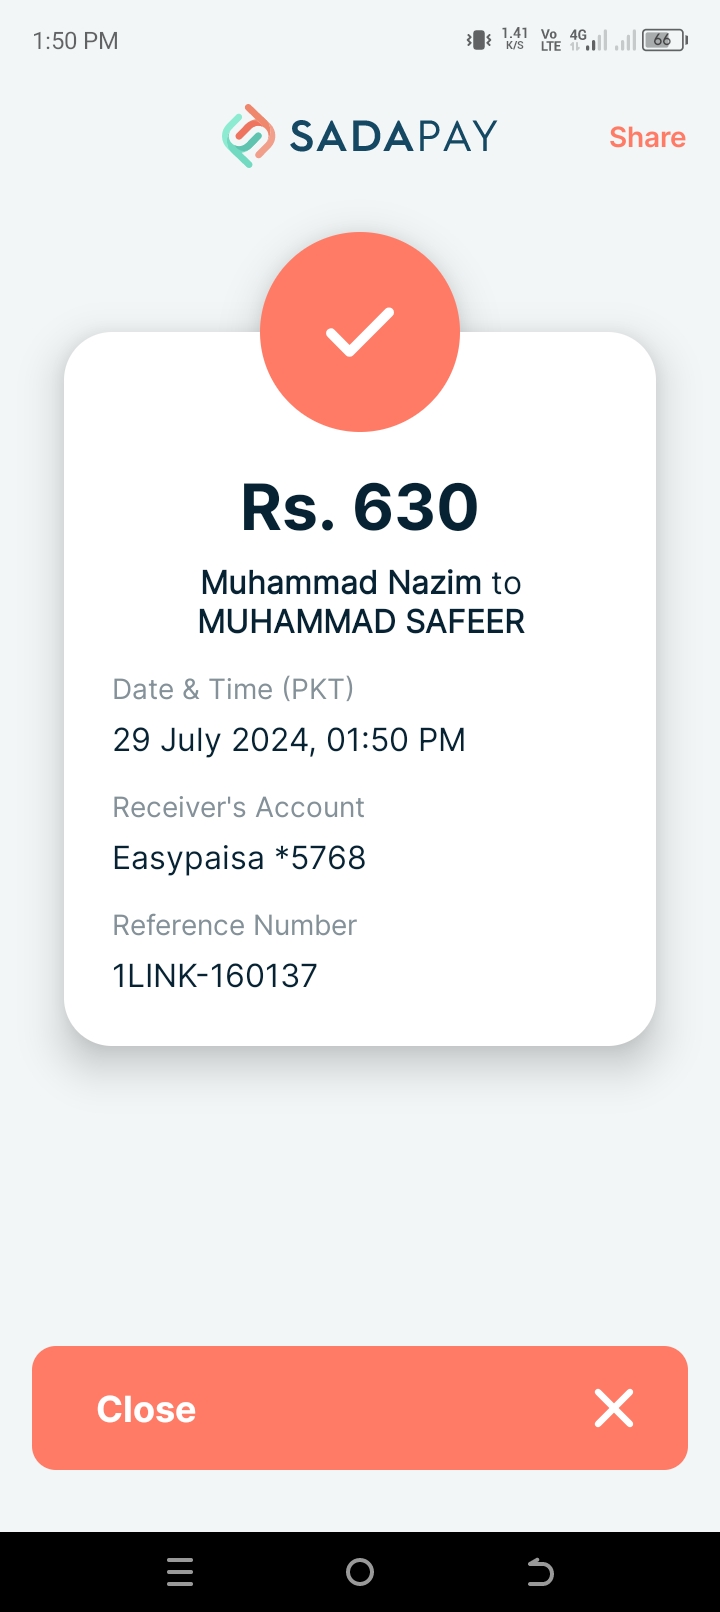 1:50 PM
1.41 K/S Vo LTE 4G 66
SADAPAY
Share
Rs. 630
Muhammad Nazim to
MUHAMMAD SAFEER
Date & Time (PKT)
29 July 2024, 01:50 PM
Receiver's Account
Easypaisa *5768
Reference Number
1LINK-160137
Close